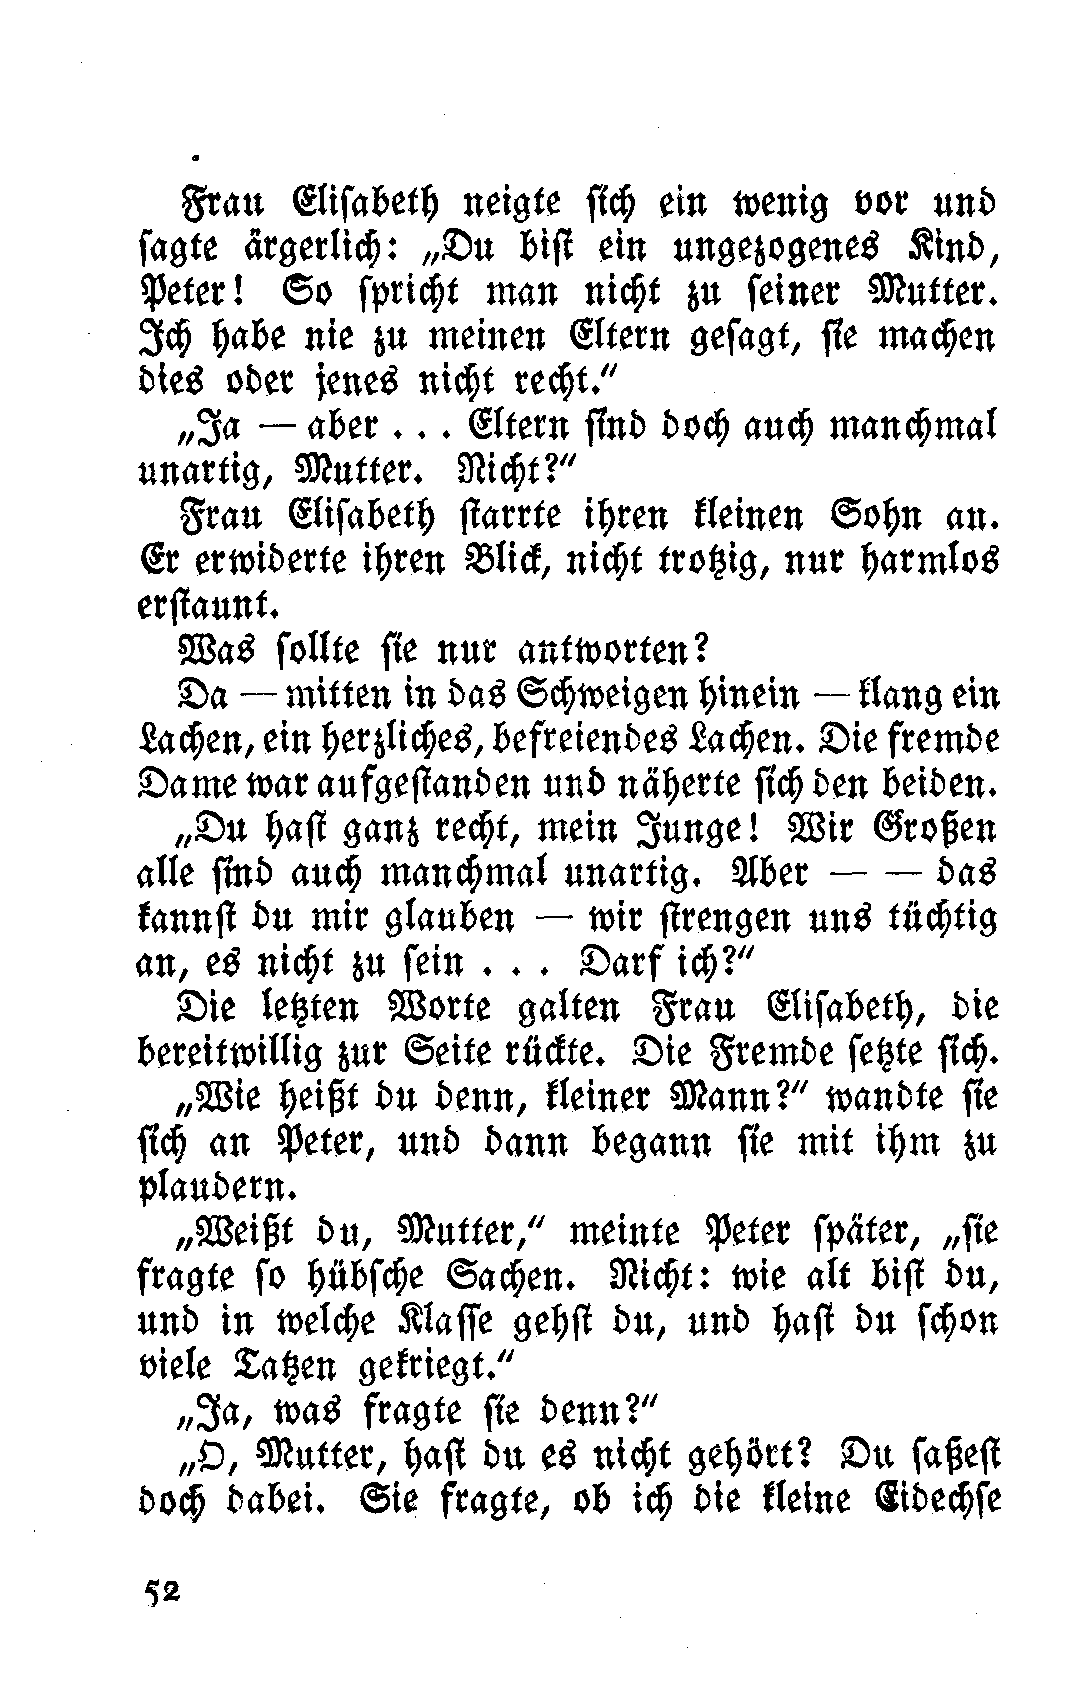 Frau Elisabeth neigte sich ein wenig vor und
sagte ärgerlich: „Du bist ein ungezogenes Kind,
Peter! So spricht man nicht zu seiner Mutter.
Ich habe nie zu meinen Eltern gesagt, sie machen
dies oder jenes nicht recht.“
„Ja — aber . . . Eltern sind doch auch manchmal
unartig, Mutter. Nicht?“
Frau Elisabeth starrte ihren kleinen Sohn an.
Er erwiderte ihren Blick, nicht trotzig, nur harmlos
erstaunt.
Was sollte sie nur antworten?
Da — mitten in das Schweigen hinein — klang ein
Lachen, ein herzliches, befreiendes Lachen. Die fremde
Dame war aufgestanden und näherte sich den beiden.
„Du hast ganz recht, mein Junge! Wir Großen
alle sind auch manchmal unartig. Aber — — das
kannst du mir glauben — wir strengen uns tüchtig
an, es nicht zu sein . . . Darf ich?“
Die letzten Worte galten Frau Elisabeth, die
bereitwillig zur Seite rückte. Die Fremde setzte sich.
„Wie heißt du denn, kleiner Mann?“ wandte sie
sich an Peter, und dann begann sie mit ihm zu
plaudern.
„Weißt du, Mutter,“ meinte Peter später, „sie
fragte so hübsche Sachen. Nicht: wie alt bist du,
und in welche Klasse gehst du, und hast du schon
viele Tatzen gekriegt.“
„Ja, was fragte sie denn?“
„O, Mutter, hast du es nicht gehört? Du saßest
doch dabei. Sie fragte, ob ich die kleine Eidechse
52